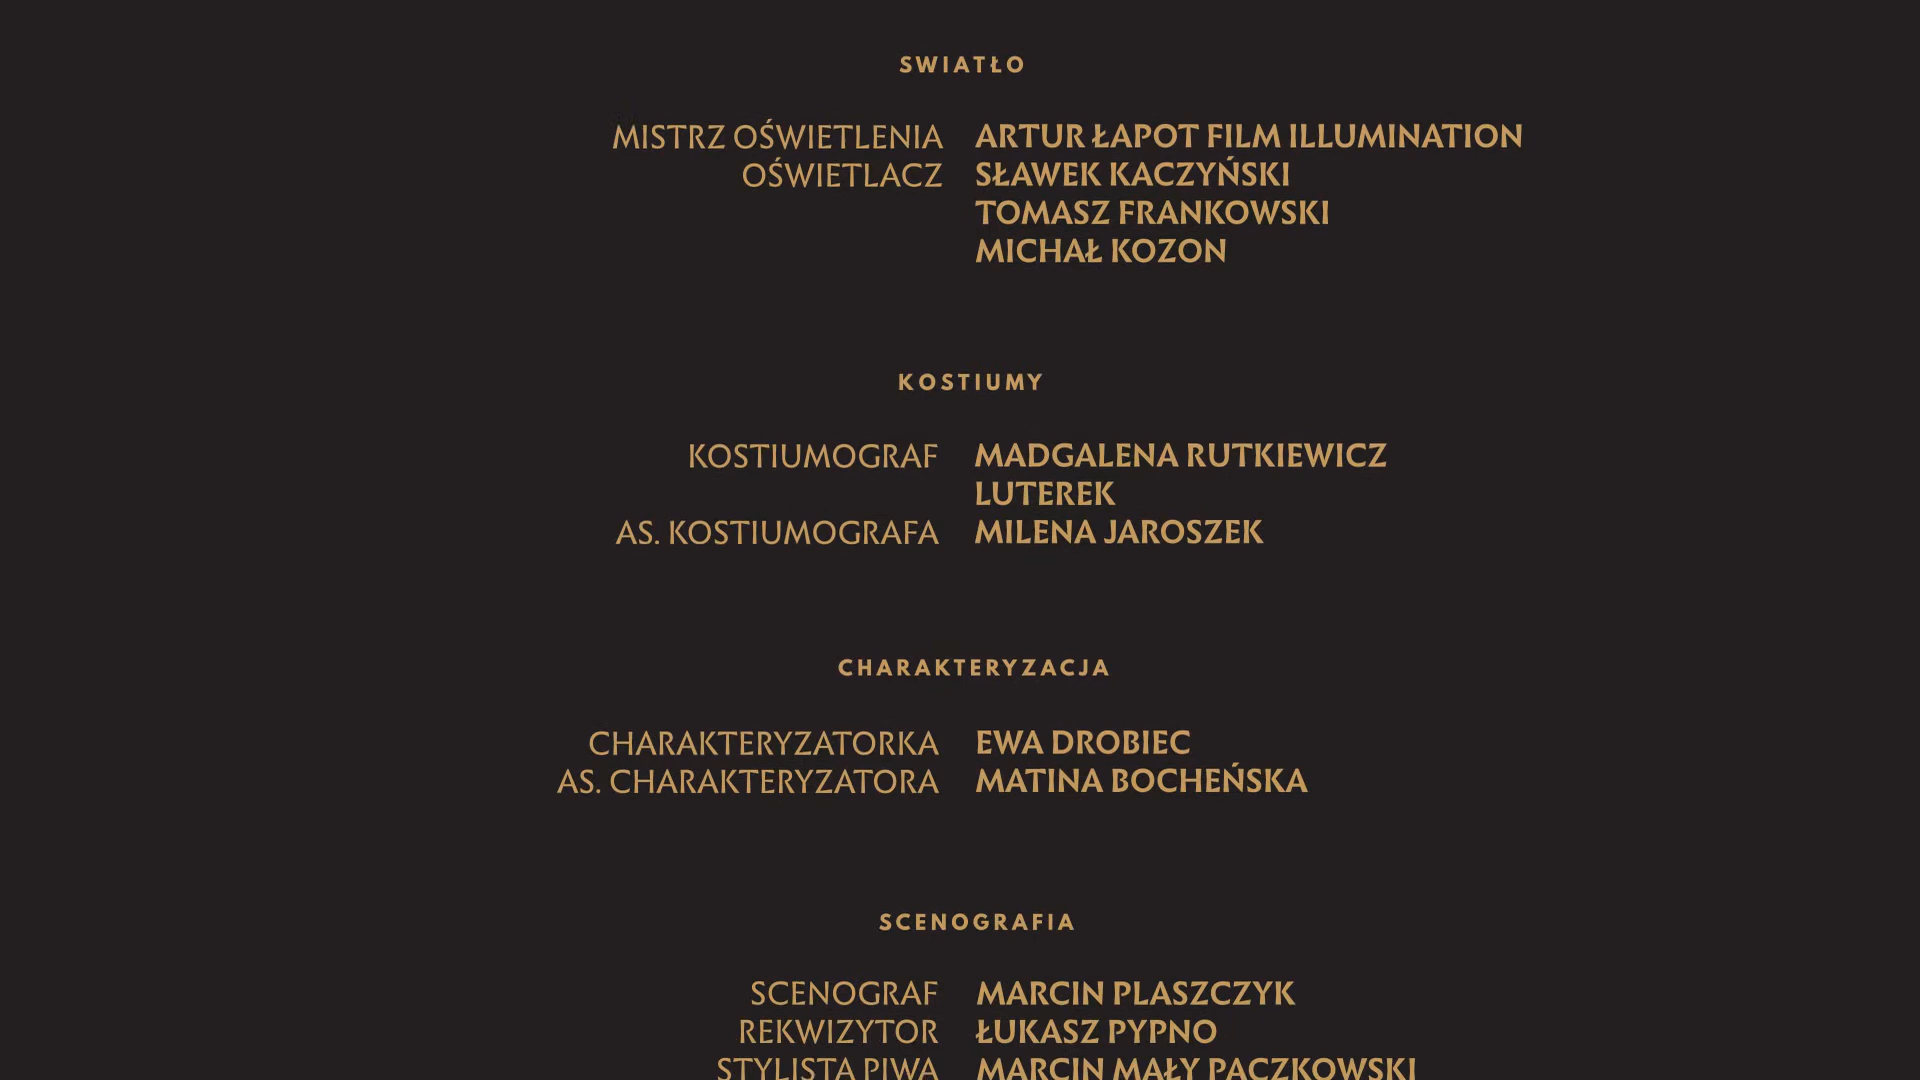 SWIATŁO
MISTRZ OŚWIETLENIA ARTUR ŁAPOT FILM ILLUMINATION
OŚWIETLACZ SŁAWEK KACZYŃSKI
TOMASZ FRANKOWSKI
MICHAŁ KOZON
KOSTIUMY
KOSTIUMOGRAF MADGALENA RUTKIEWICZ
LUTEREK
AS. KOSTIUMOGRAFA MILENA JAROSZEK
CHARAKTERYZACJA
CHARAKTERYZATORKA EWA DROBIEC
AS. CHARAKTERYZATORA MATINA BOCHEŃSKA
SCENOGRAFIA
SCENOGRAF MARCIN PLASZCZYK
REKWIZYTOR ŁUKASZ PYPNO
STYLISTA PIWA MARCIN MAŁY PACZKOWSKI